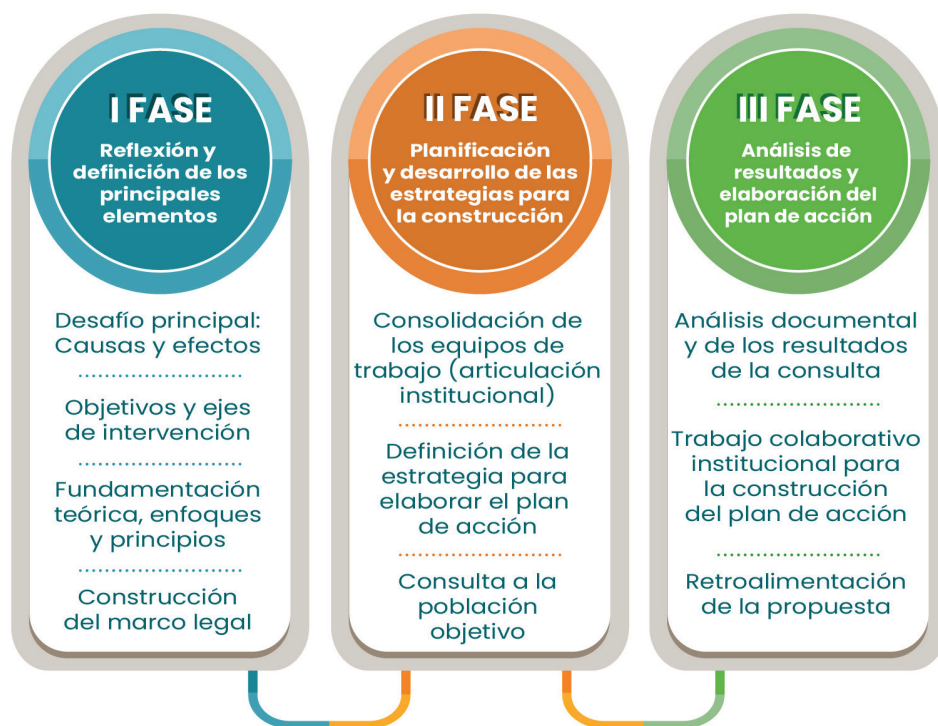 I FASE
Reflexión y
definición de los
principales
elementos
Desafío principal:
Causas y efectos
Objetivos y ejes
de intervención
Fundamentación
teórica, enfoques
y principios
Construcción
del marco legal
II FASE
Planificación
y desarrollo de las
estrategias para
la construcción
Consolidación de
los equipos de
trabajo (articulación
institucional)
Definición de la
estrategia para
elaborar el plan
de acción
Consulta a la
población
objetivo
III FASE
Análisis de
resultados y
elaboración del
plan de acción
Análisis documental
y de los resultados
de la consulta
Trabajo colaborativo
institucional para
la construcción
del plan de acción
Retroalimentación
de la propuesta